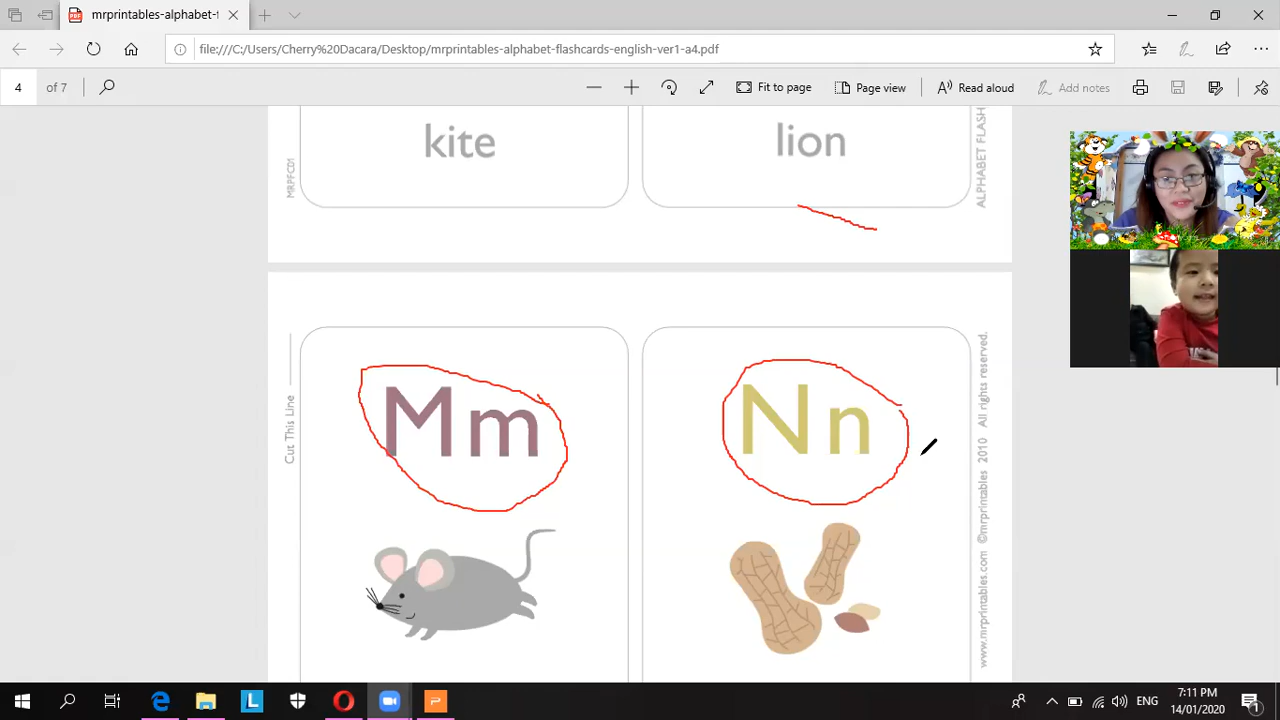 mrprintables-alphabet-f
file:///C:/Users/Cherry%20Dacara/Desktop/mrprintables-alphabet-flashcards-english-ver1-a4.pdf
4 of 7
Fit to page
Page view
Read aloud
Add notes
kite
lion
MRPFCD1
ALPHABET FLASH
Cut This Line
Mm
Nn
www.mrprintables.com ©mrprintables 2010 All rights reserved.
ENG
7:11 PM
14/01/2020
1